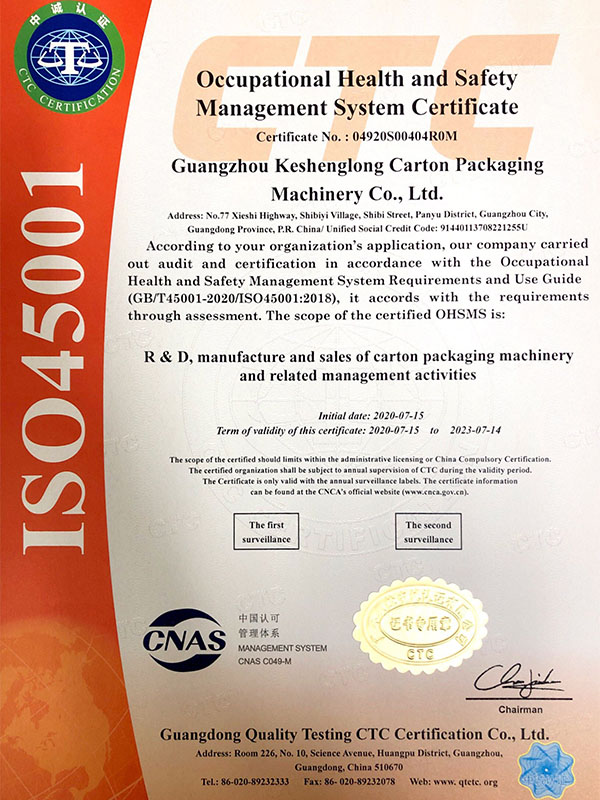 中诚认证
CTC CERTIFICATION
CTC
Occupational Health and Safety
Management System Certificate
Certificate No. : 04920S00404R0M
Guangzhou Keshenglong Carton Packaging
Machinery Co., Ltd.
Address: No.77 Xieshi Highway, Shibiyi Village, Shibi Street, Panyu District, Guangzhou City,
Guangdong Province, P.R. China/ Unified Social Credit Code: 91440113708221255U
According to your organization's application, our company carried
out audit and certification in accordance with the Occupational
Health and Safety Management System Requirements and Use Guide
(GB/T45001-2020/ISO45001:2018), it accords with the requirements
through assessment. The scope of the certified OHSMS is:
ISO45001
R & D, manufacture and sales of carton packaging machinery
and related management activities
Initial date: 2020-07-15
Term of validity of this certificate: 2020-07-15 to 2023-07-14
The scope of the certified should limits within the administrative licensing or China Compulsory Certification.
The certified organization shall be subject to annual supervision of CTC during the validity period.
The Certificate is only valid with the annual surveillance labels. The certificate information
can be found at the CNCA's official website (www.cnca.gov.cn).
The first
surveillance
The second
surveillance
CNAS
中国认可
管理体系
MANAGEMENT SYSTEM
CNAS C049-M
证书专用章
CTC
Chairman
Guangdong Quality Testing CTC Certification Co., Ltd.
Address: Room 226, No. 10, Science Avenue, Huangpu District, Guangzhou,
Guangdong, China 510670
Tel.: 86-020-89232333 Fax: 86- 020-89232078 Web: www. qtctc. org